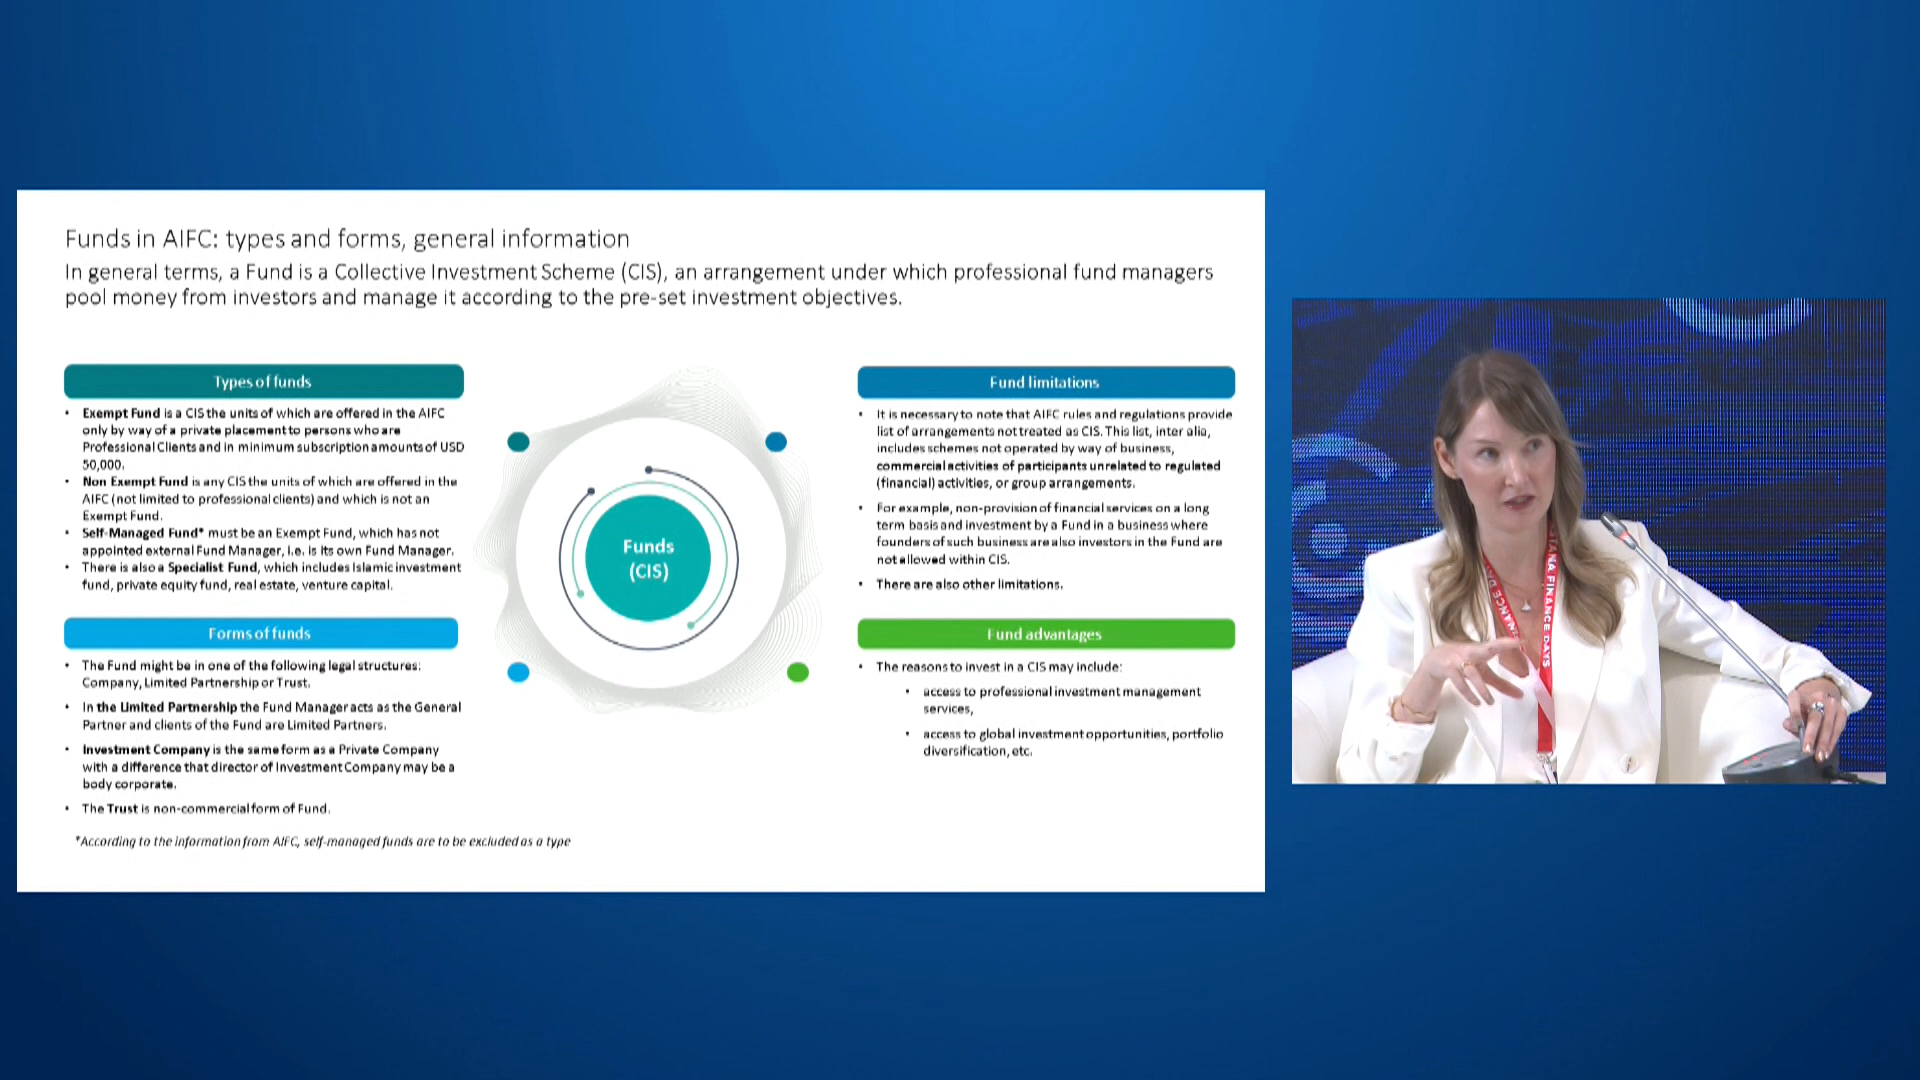 Funds in AIFC: types and forms, general information
In general terms, a Fund is a Collective Investment Scheme (CIS), an arrangement under which professional fund managers
pool money from investors and manage it according to the pre-set investment objectives.
Types of funds
• Exempt Fund is a CIS the units of which are offered in the AIFC
only by way of a private placement to persons who are
Professional Clients and in minimum subscription amounts of USD
50,000.
• Non Exempt Fund is any CIS the units of which are offered in the
AIFC (not limited to professional clients) and which is not an
Exempt Fund.
• Self-Managed Fund* must be an Exempt Fund, which has not
appointed external Fund Manager, i.e. is its own Fund Manager.
• There is also a Specialist Fund, which includes Islamic investment
fund, private equity fund, real estate, venture capital.
Forms of funds
• The Fund might be in one of the following legal structures:
Company, Limited Partnership or Trust.
• In the Limited Partnership the Fund Manager acts as the General
Partner and clients of the Fund are Limited Partners.
• Investment Company is the same form as a Private Company
with a difference that director of Investment Company may be a
body corporate.
• The Trust is non-commercial form of Fund.
*According to the information from AIFC, self-managed funds are to be excluded as a type
Funds
(CIS)
Fund limitations
• It is necessary to note that AIFC rules and regulations provide
list of arrangements not treated as CIS. This list, inter alia,
includes schemes not operated by way of business,
commercial activities of participants unrelated to regulated
(financial) activities, or group arrangements.
• For example, non-provision of financial services on a long
term basis and investment by a Fund in a business where
founders of such business are also investors in the Fund are
not allowed within CIS.
• There are also other limitations.
Fund advantages
• The reasons to invest in a CIS may include:
• access to professional investment management
services,
• access to global investment opportunities, portfolio
diversification, etc.
FINANCE DAYS